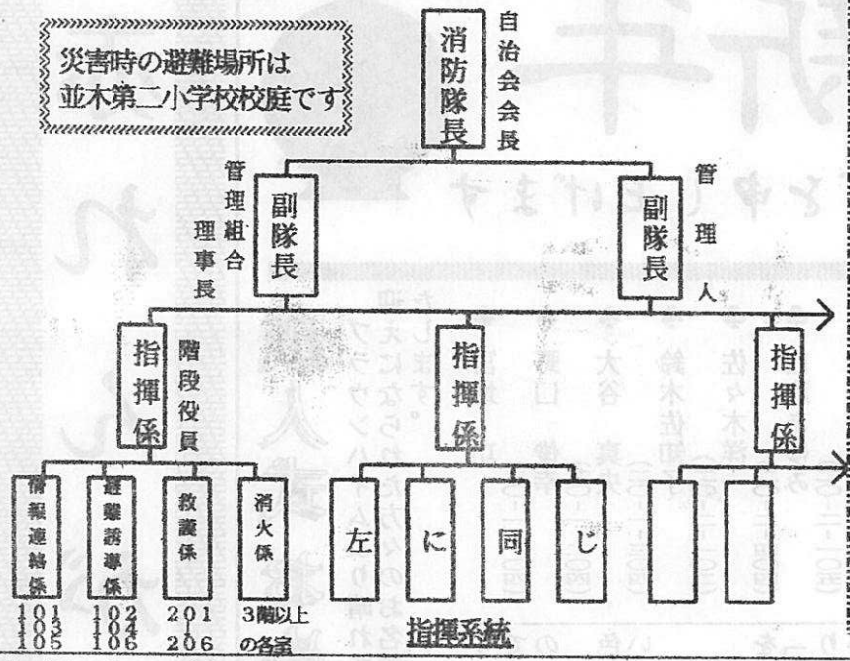 災害時の避難場所は
並木第二小学校校庭です
消防隊長
自治会会長
副隊長
管理組合
理事長
副隊長
管理人
指揮係
階段役員
指揮係
指揮係
情報連絡係
避難誘導係
救護係
消火係
左
に
同
じ
101
103
105
102
104
106
201
|
206
3階以上
の各室
指揮系統